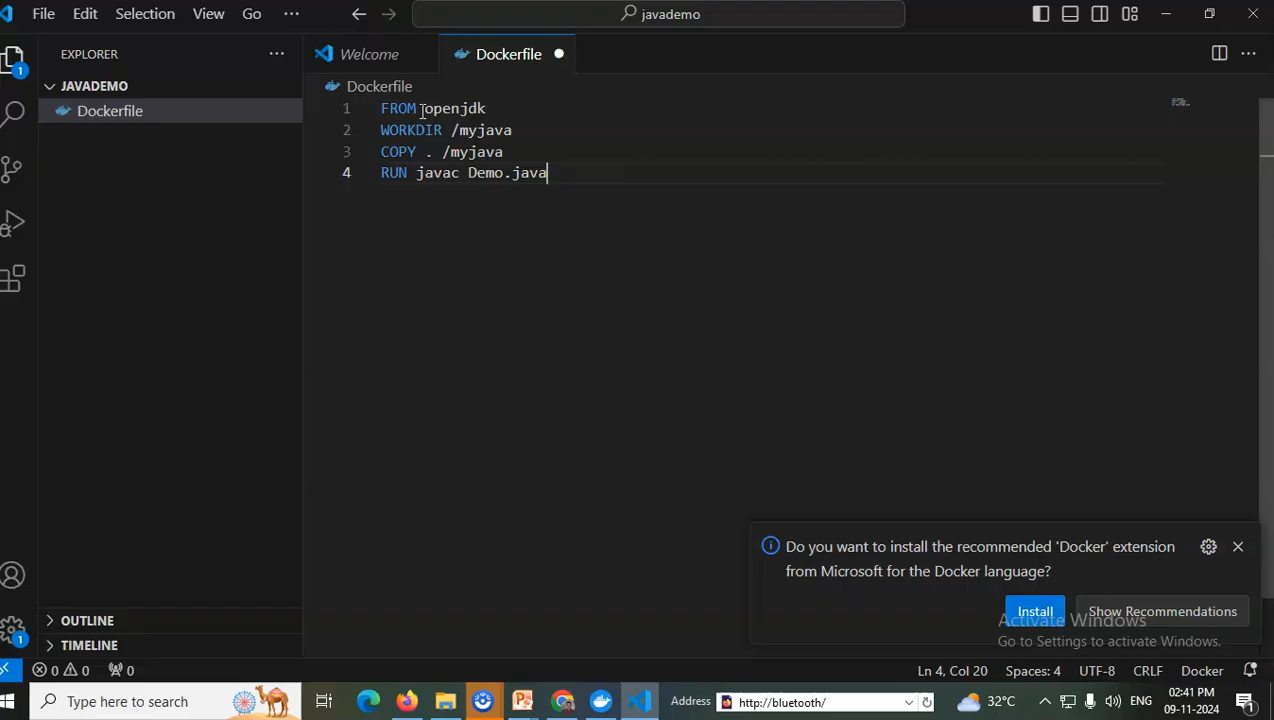 File Edit Selection View Go ··· javademo
EXPLORER ··· Welcome Dockerfile
JAVADEMO
Dockerfile
Dockerfile
1 FROM openjdk
2 WORKDIR /myjava
3 COPY . /myjava
4 RUN javac Demo.java
1
Do you want to install the recommended 'Docker' extension
from Microsoft for the Docker language?
Install Show Recommendations
Activate Windows
Go to Settings to activate Windows.
OUTLINE
TIMELINE
1
0 0 0 Ln 4, Col 20 Spaces: 4 UTF-8 CRLF Docker
Type here to search Address http://bluetooth/ 32°C ENG 02:41 PM
09-11-2024 1